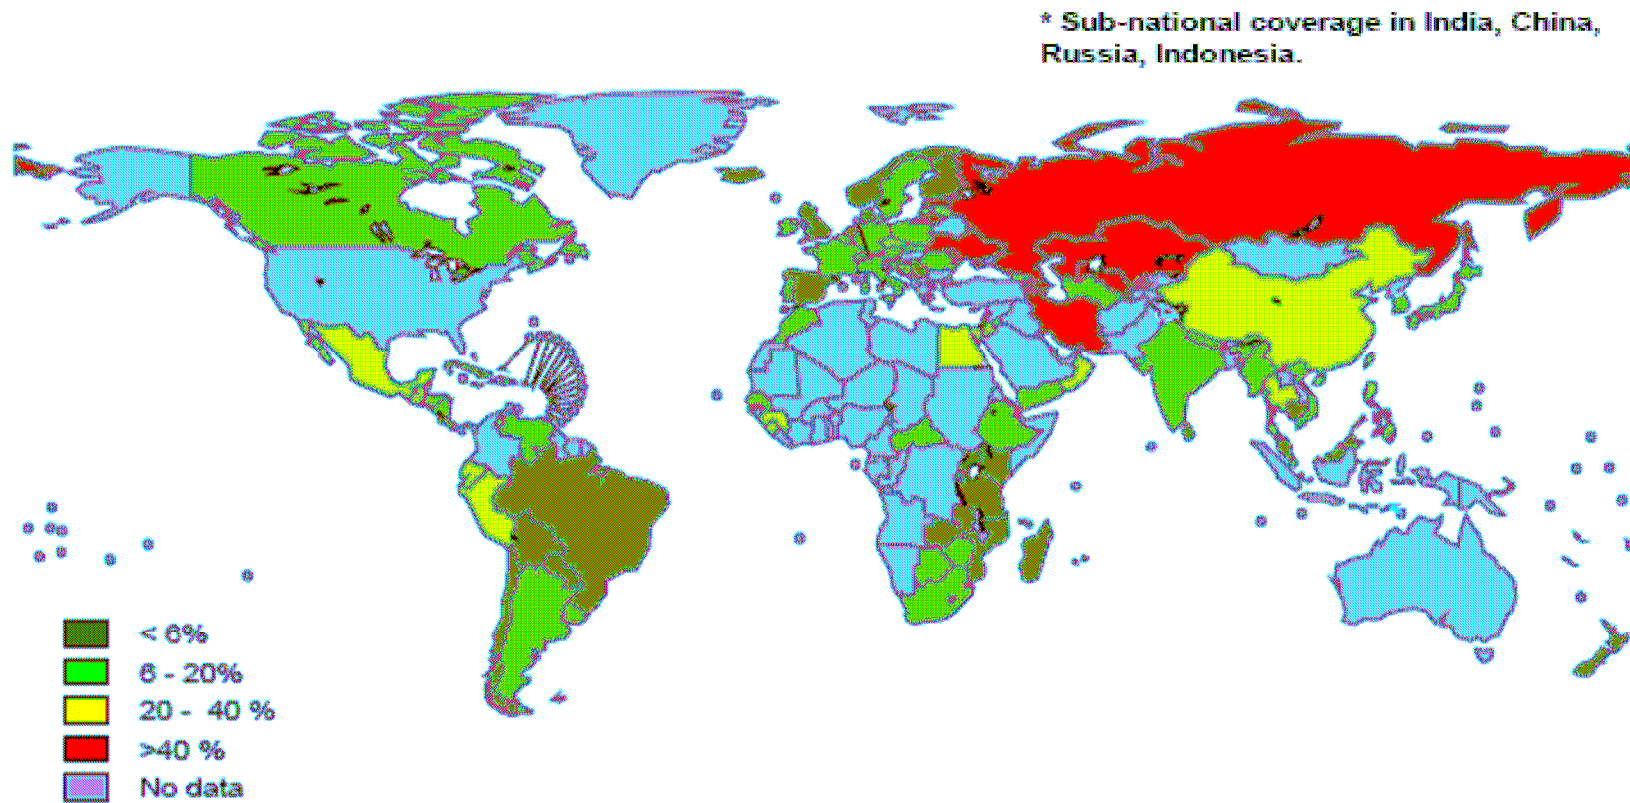 * Sub-national coverage in India, China,
Russia, Indonesia.
< 6%
6 - 20%
20 - 40 %
>40 %
No data